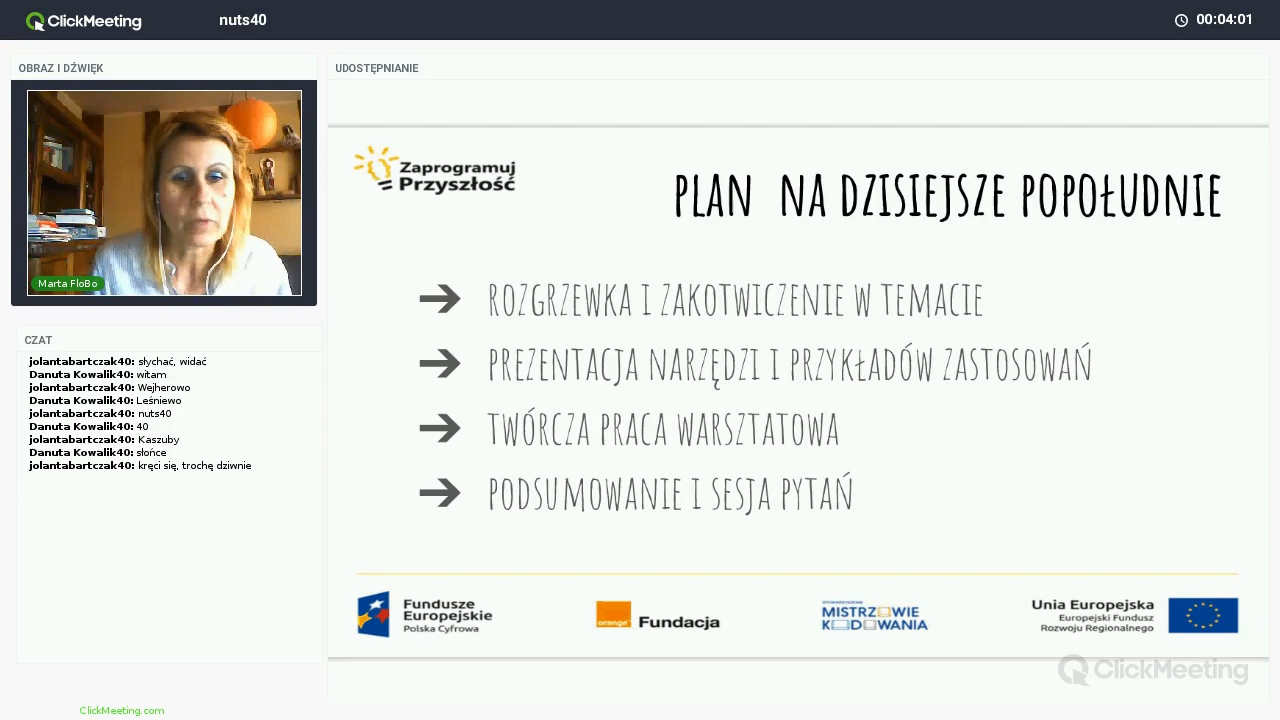 ClickMeeting
nuts40
00:04:01
OBRAZ I DŹWIĘK
Marta FloBo
CZAT
jolantabartczak40: słychać, widać
Danuta Kowalik40: witam
jolantabartczak40: Wejherowo
Danuta Kowalik40: Leśniewo
jolantabartczak40: nuts40
Danuta Kowalik40: 40
jolantabartczak40: Kaszuby
Danuta Kowalik40: słońce
jolantabartczak40: kręci się, trochę dziwnie
ClickMeeting.com
UDOSTĘPNIANIE
Zaprogramuj
Przyszłość
PLAN NA DZISIEJSZE POPOŁUDNIE
➔ ROZGRZEWKA I ZAKOTWICZENIE W TEMACIE
➔ PREZENTACJA NARZĘDZI I PRZYKŁADÓW ZASTOSOWAŃ
➔ TWÓRCZA PRACA WARSZTATOWA
➔ PODSUMOWANIE I SESJA PYTAŃ
Fundusze
Europejskie
Polska Cyfrowa
orange
Fundacja
STOWARZYSZENIE
MISTRZOWIE
KODOWANIA
Unia Europejska
Europejski Fundusz
Rozwoju Regionalnego
ClickMeeting